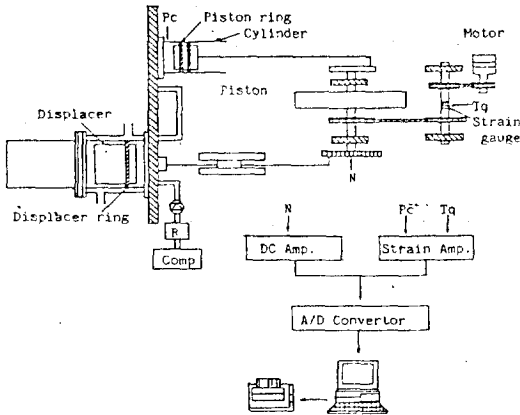 Pc
Piston ring
Cylinder
Motor
Piston
Tq
Strain
gauge
Displacer
N
Displacer ring
R
Comp
N
Pc
Tq
DC Amp.
Strain Amp.
A/D Convertor